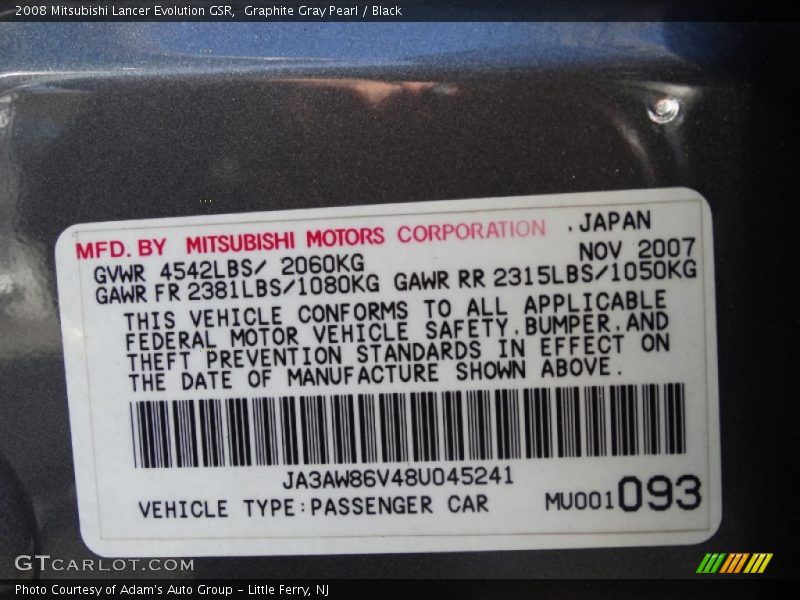 2008 Mitsubishi Lancer Evolution GSR, Graphite Gray Pearl / Black
MFD. BY MITSUBISHI MOTORS CORPORATION .JAPAN
GVWR 4542LBS/ 2060KG NOV 2007
GAWR FR 2381LBS/1080KG GAWR RR 2315LBS/1050KG
THIS VEHICLE CONFORMS TO ALL APPLICABLE
FEDERAL MOTOR VEHICLE SAFETY.BUMPER.AND
THEFT PREVENTION STANDARDS IN EFFECT ON
THE DATE OF MANUFACTURE SHOWN ABOVE.
JA3AW86V48U045241
VEHICLE TYPE:PASSENGER CAR MU001093
GTCARLOT.COM
Photo Courtesy of Adam's Auto Group – Little Ferry, NJ